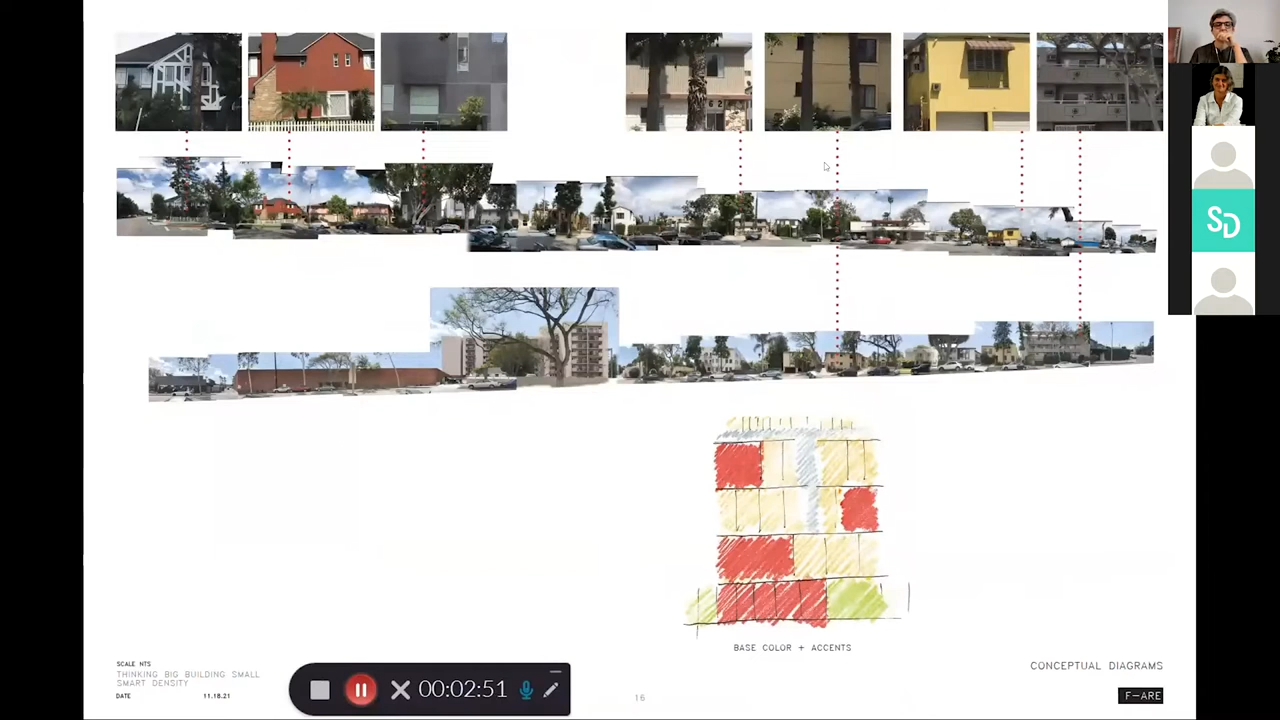 SD
BASE COLOR + ACCENTS
SCALE NTS
THINKING BIG BUILDING SMALL
SMART DENSITY
DATE
11.18.21
00:02:51
16
CONCEPTUAL DIAGRAMS
F-ARE